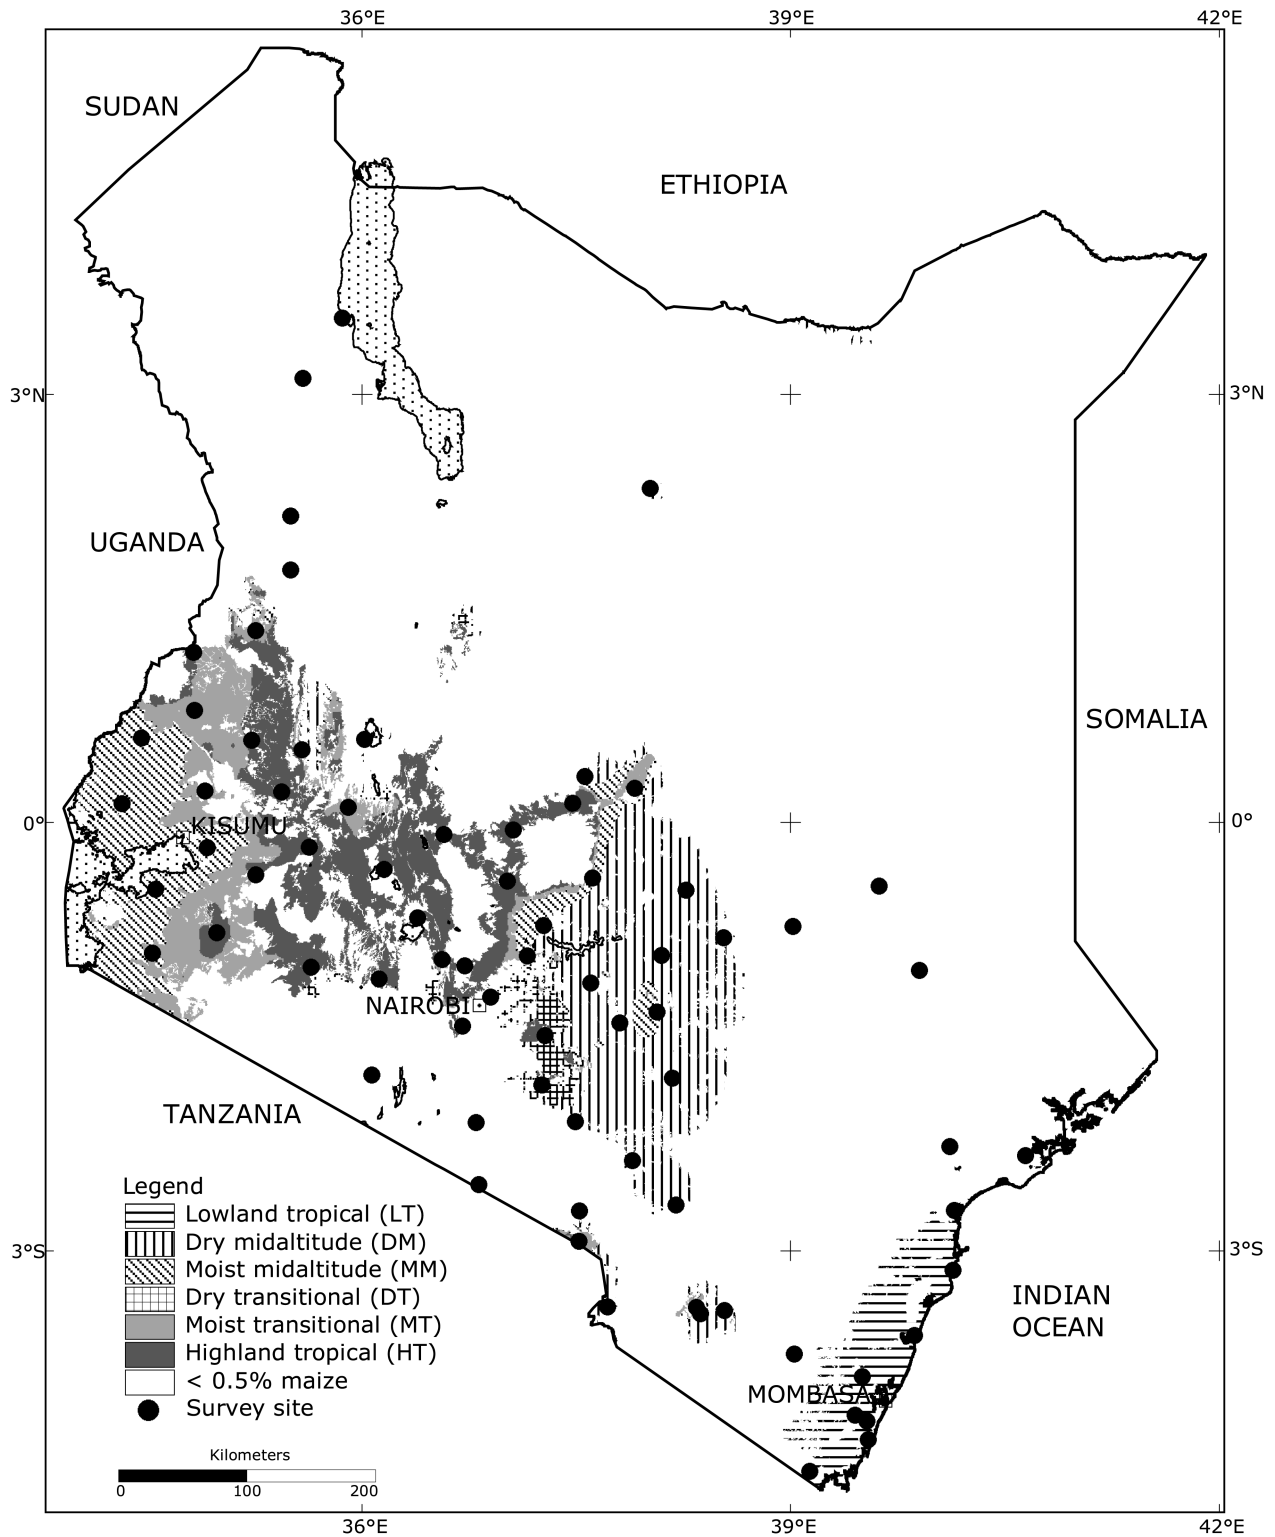 36°E
39°E
42°E
SUDAN
ETHIOPIA
3°N
3°N
UGANDA
SOMALIA
KISUMU
0°
0°
NAIROBI
TANZANIA
Legend
Lowland tropical (LT)
Dry midaltitude (DM)
Moist midaltitude (MM)
Dry transitional (DT)
Moist transitional (MT)
Highland tropical (HT)
< 0.5% maize
Survey site
3°S
3°S
INDIAN
OCEAN
MOMBASA
Kilometers
0 100 200
36°E
39°E
42°E